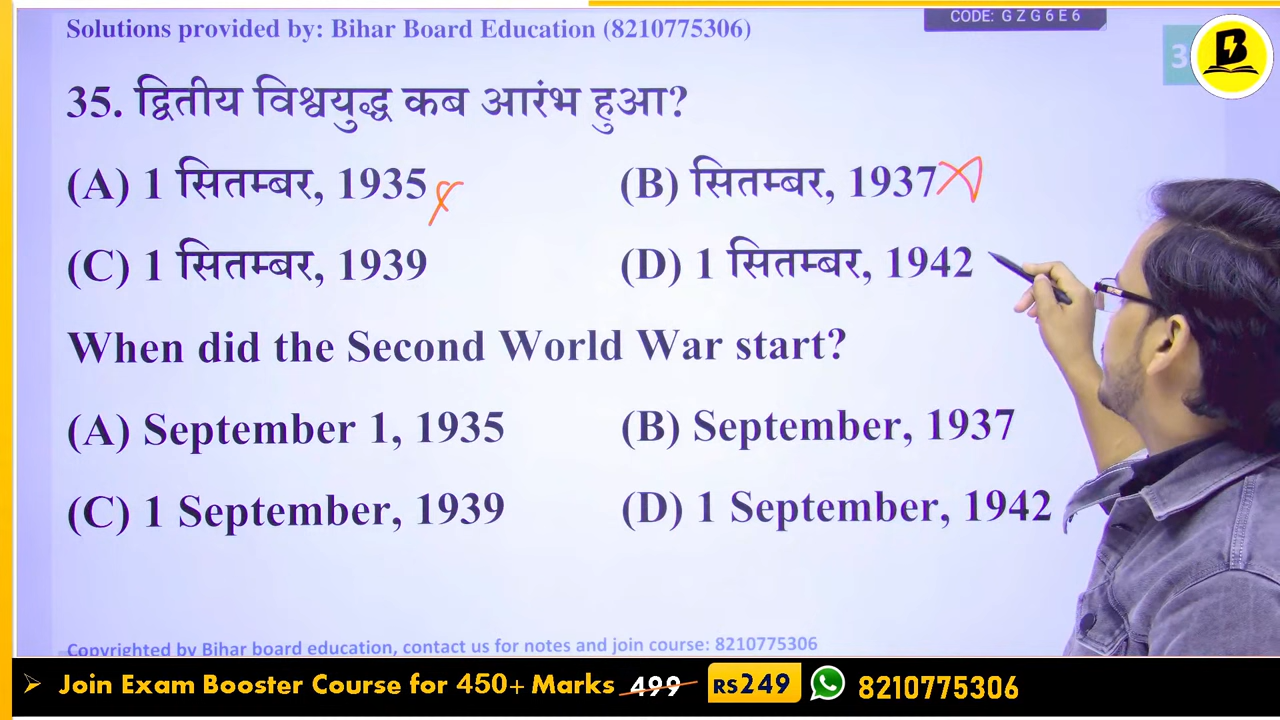 Solutions provided by: Bihar Board Education (8210775306)
CODE: G Z G 6 E 6
3
B
35. द्वितीय विश्वयुद्ध कब आरंभ हुआ?
(A) 1 सितम्बर, 1935
(B) सितम्बर, 1937
(C) 1 सितम्बर, 1939
(D) 1 सितम्बर, 1942
When did the Second World War start?
(A) September 1, 1935
(B) September, 1937
(C) 1 September, 1939
(D) 1 September, 1942
Copyrighted by Bihar board education, contact us for notes and join course: 8210775306
Join Exam Booster Course for 450+ Marks 499 RS249 8210775306